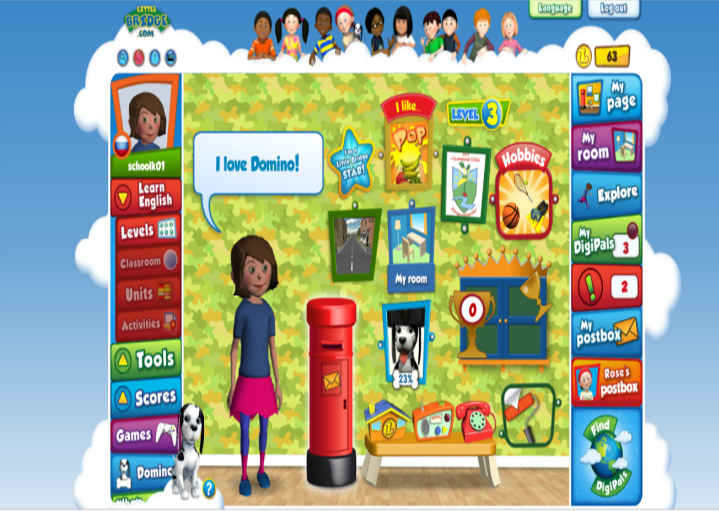 LITTLE
BRIDGE
.COM
Language
Log out
63
schoolk01
Learn
English
Levels
Classroom
Units
Activities
Tools
Scores
Games
Domino
I love Domino!
I'm a
Little Bridge
STAR!
I like...
POP
LEVEL 3
Hobbies
My room
0
23%
My
page
My
room
Explore
My
DigiPals
3
!
2
My
postbox
Rose's
postbox
Find
DigiPals
?